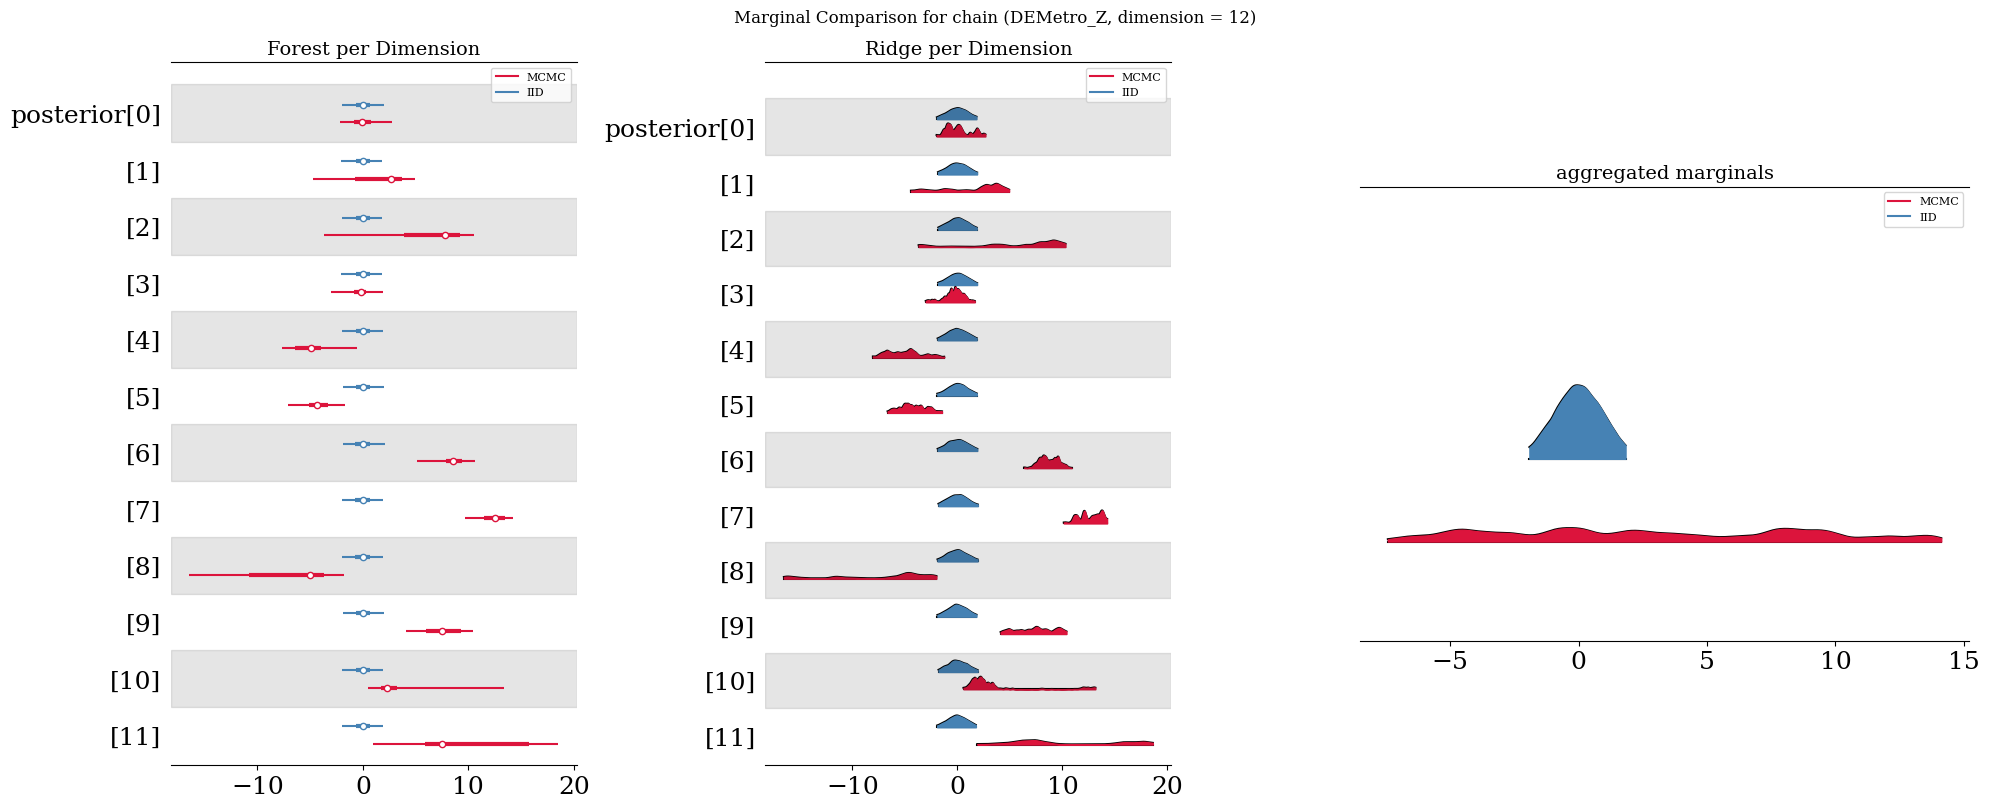 Marginal Comparison for chain (DEMetro_Z, dimension = 12)
Forest per Dimension
MCMC
IID
posterior[0]
[1]
[2]
[3]
[4]
[5]
[6]
[7]
[8]
[9]
[10]
[11]
−10 0 10 20
Ridge per Dimension
MCMC
IID
posterior[0]
[1]
[2]
[3]
[4]
[5]
[6]
[7]
[8]
[9]
[10]
[11]
−10 0 10 20
aggregated marginals
MCMC
IID
−5 0 5 10 15